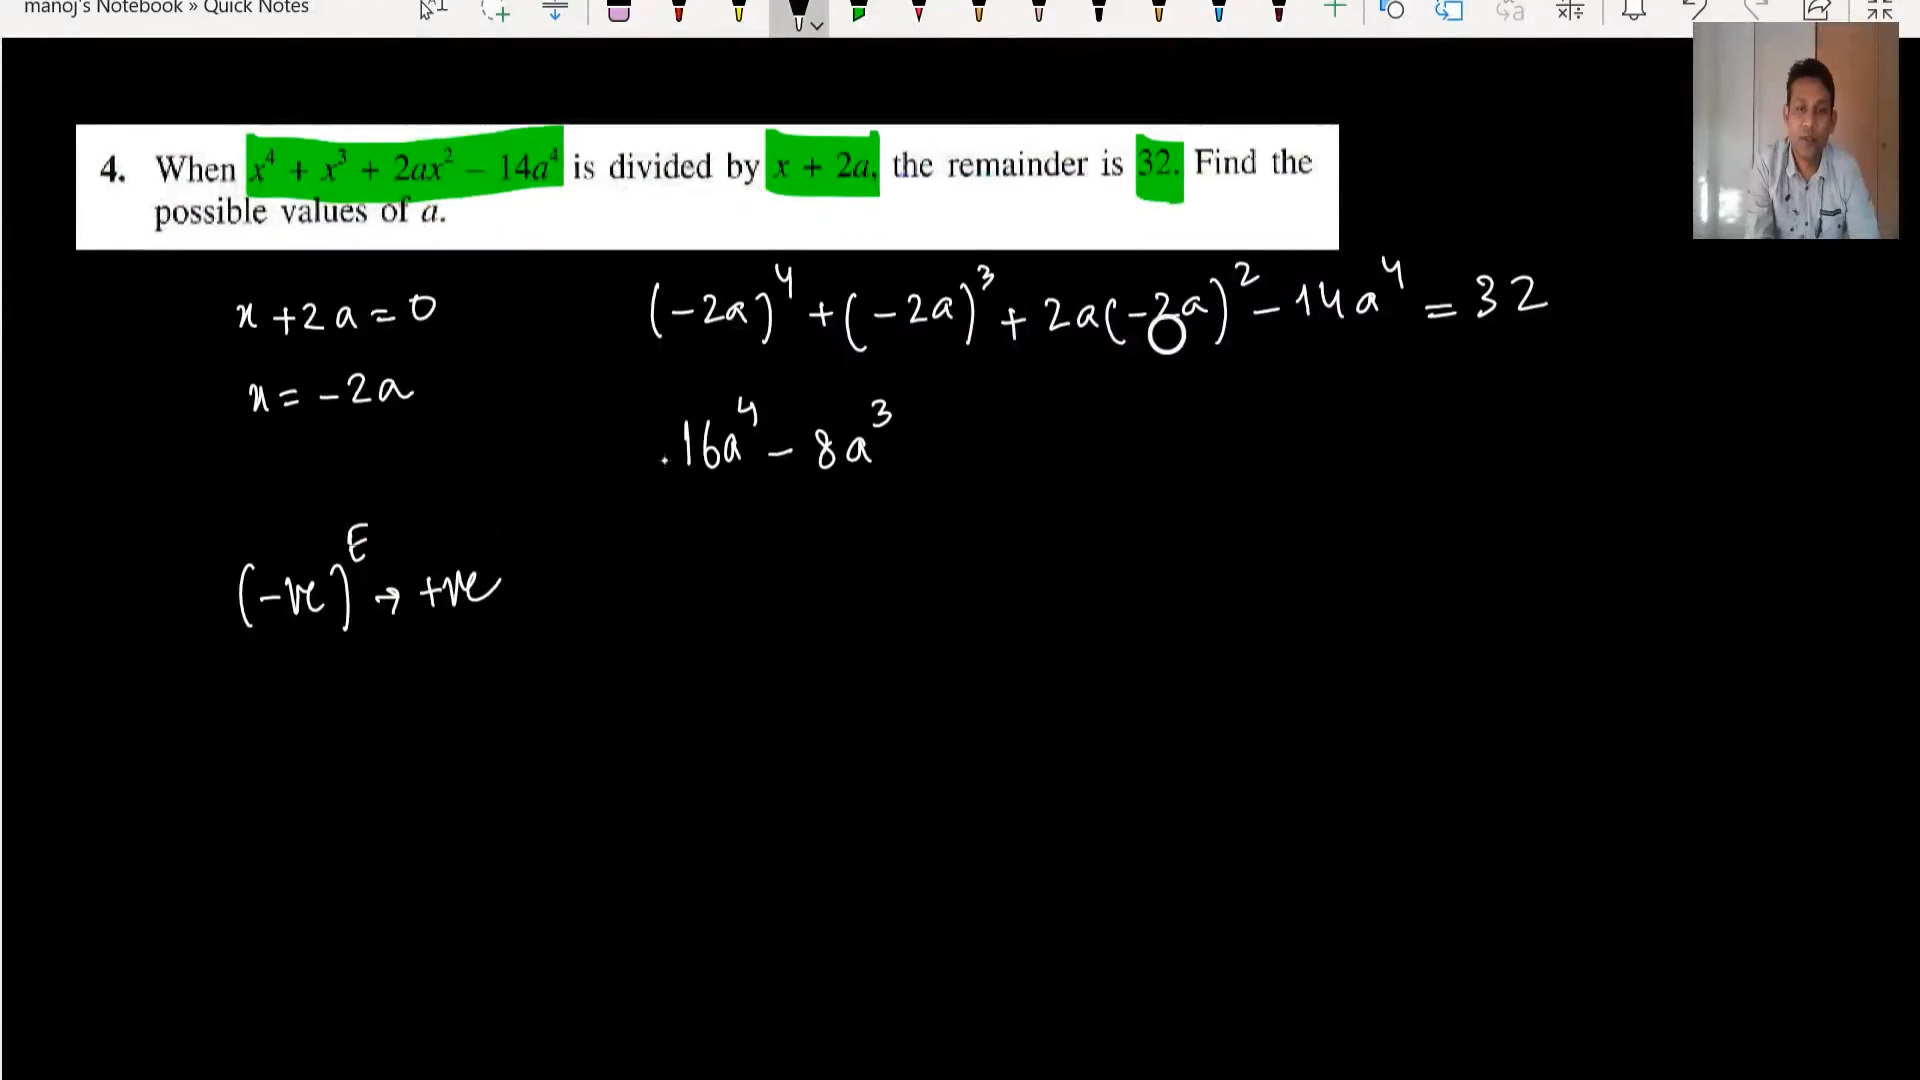 manoj's Notebook » Quick Notes
4. When x⁴ + x³ + 2ax² − 14a⁴ is divided by x + 2a, the remainder is 32. Find the
possible values of a.
x + 2a = 0
x = −2a
(−ve)ᴱ → +ve
(−2a)⁴ + (−2a)³ + 2a(−2a)² − 14a⁴ = 32
16a⁴ − 8a³